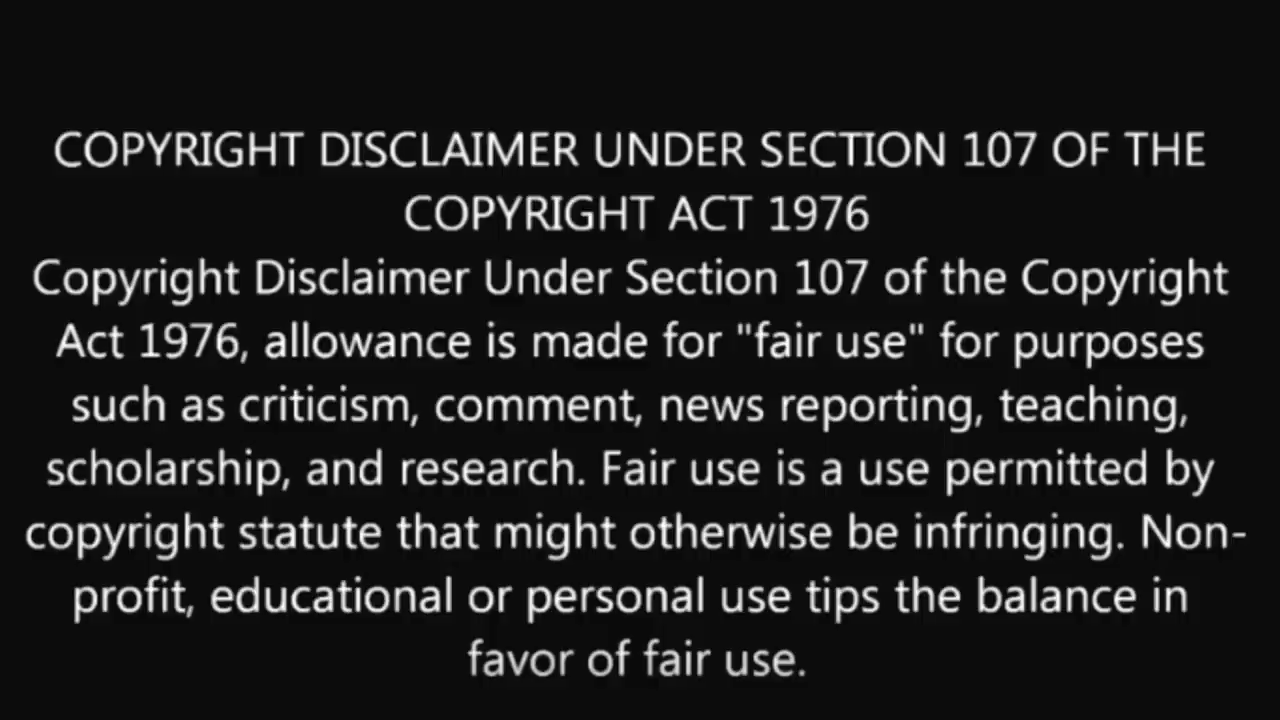 COPYRIGHT DISCLAIMER UNDER SECTION 107 OF THE
COPYRIGHT ACT 1976
Copyright Disclaimer Under Section 107 of the Copyright
Act 1976, allowance is made for "fair use" for purposes
such as criticism, comment, news reporting, teaching,
scholarship, and research. Fair use is a use permitted by
copyright statute that might otherwise be infringing. Non-
profit, educational or personal use tips the balance in
favor of fair use.